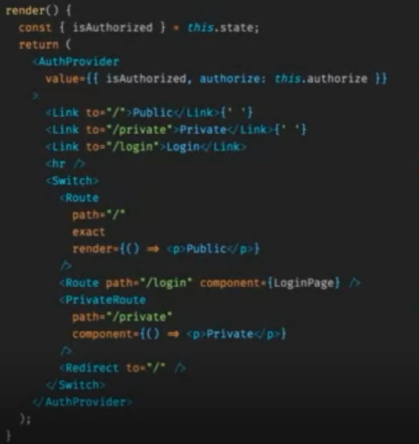 render() {
  const { isAuthorized } = this.state;
  return (
    <AuthProvider
      value={{ isAuthorized, authorize: this.authorize }}
    >
      <Link to="/">Public</Link>{' '}
      <Link to="/private">Private</Link>{' '}
      <Link to="/login">Login</Link>
      <hr />
      <Switch>
        <Route
          path="/"
          exact
          render={() ⇒ <p>Public</p>}
        />
        <Route path="/login" component={LoginPage} />
        <PrivateRoute
          path="/private"
          component={() ⇒ <p>Private</p>}
        />
        <Redirect to="/" />
      </Switch>
    </AuthProvider>
  );
}